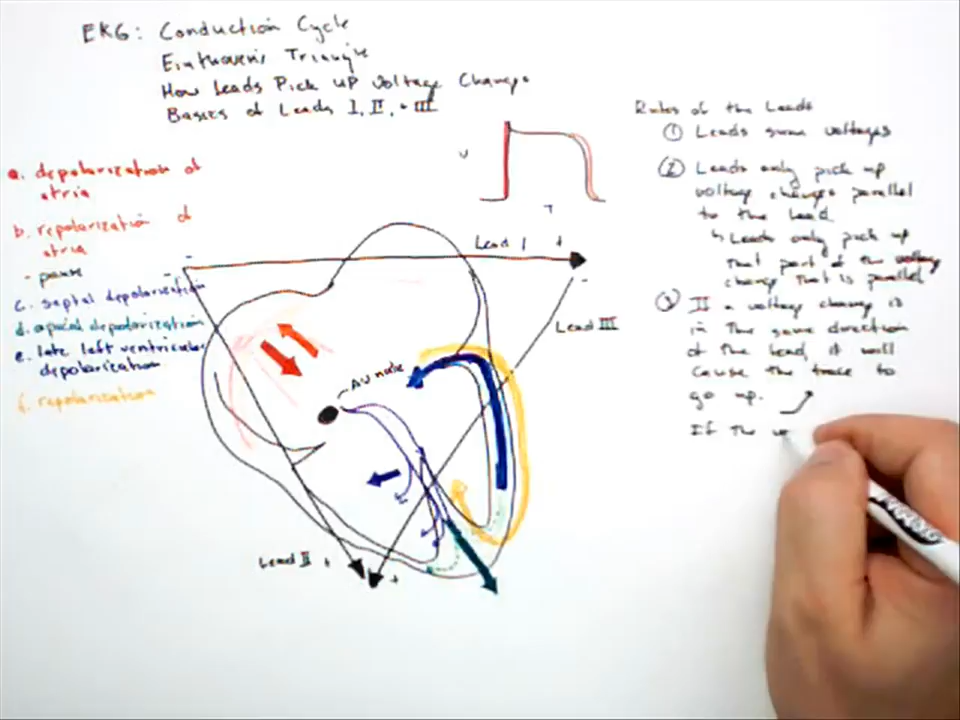 EKG: Conduction Cycle
Einthoven's Triangle
How Leads Pick up Voltage Change
Basics of Leads I, II, + III
a. depolarization of
atria
b. repolarization of
atria
- pause
c. septal depolarization
d. apical depolarization
e. late left ventricular
depolarization
f. repolarization
V
T
- Lead I +
- Lead III +
- Lead II +
AV node
Rules of the Leads
① Leads sum voltages
② Leads only pick up
voltage changes parallel
to the lead.
↳ Leads only pick up
that part of the voltage
change that is parallel
③ If a voltage change is
in the same direction
of the lead, it will
cause the trace to
go up.
If the